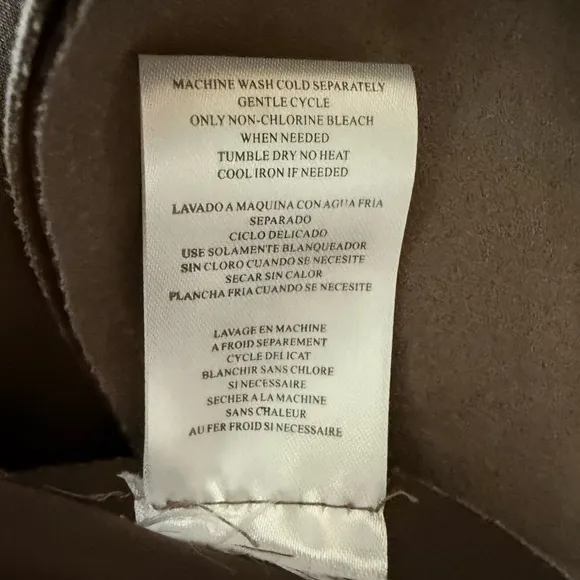 MACHINE WASH COLD SEPARATELY
GENTLE CYCLE
ONLY NON-CHLORINE BLEACH
WHEN NEEDED
TUMBLE DRY NO HEAT
COOL IRON IF NEEDED
LAVADO A MAQUINA CON AGUA FRIA
SEPARADO
CICLO DELICADO
USE SOLAMENTE BLANQUEADOR
SIN CLORO CUANDO SE NECESITE
SECAR SIN CALOR
PLANCHA FRIA CUANDO SE NECESITE
LAVAGE EN MACHINE
A FROID SEPAREMENT
CYCLE DELICAT
BLANCHIR SANS CHLORE
SI NECESSAIRE
SECHER A LA MACHINE
SANS CHALEUR
AU FER FROID SI NECESSAIRE